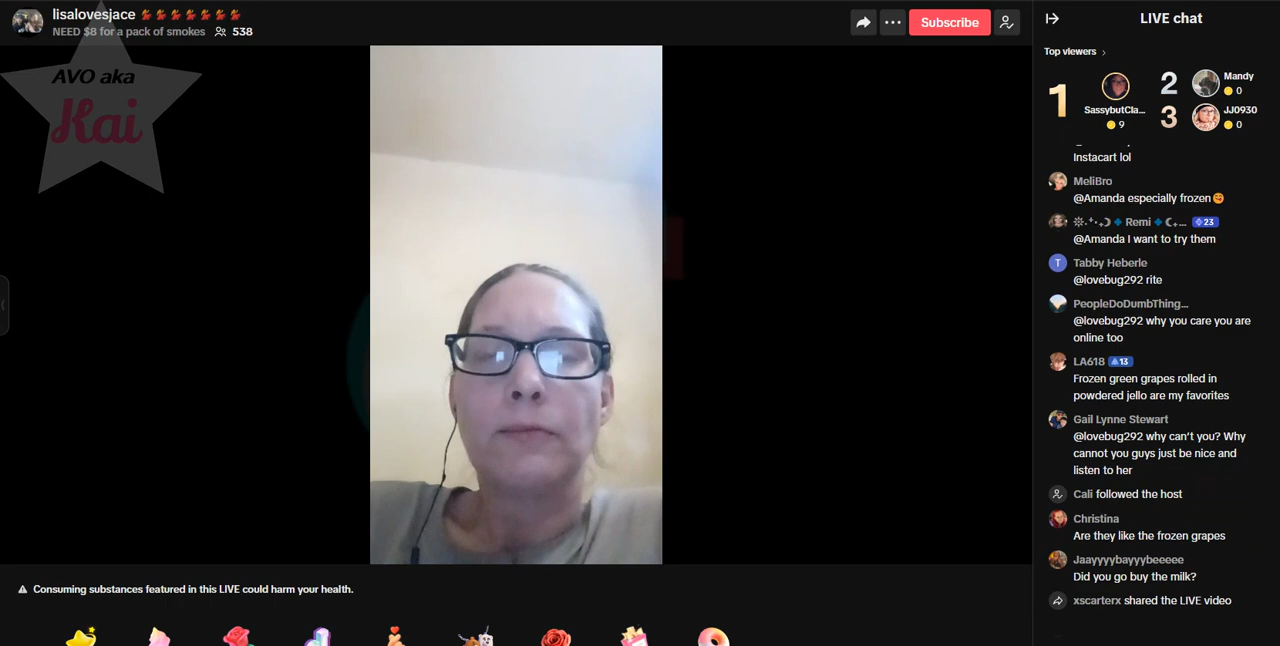 lisalovesjace
NEED $8 for a pack of smokes 538
Subscribe
AVO aka
Kai
LIVE chat
Top viewers
1
SassybutCla...
9
2
Mandy
0
3
JJ0930
0
Instacart lol
MeliBro
@Amanda especially frozen
Remi 23
@Amanda I want to try them
T Tabby Heberle
@lovebug292 rite
PeopleDoDumbThing...
@lovebug292 why you care you are
online too
LA618 13
Frozen green grapes rolled in
powdered jello are my favorites
Gail Lynne Stewart
@lovebug292 why can't you? Why
cannot you guys just be nice and
listen to her
Cali followed the host
Christina
Are they like the frozen grapes
Jaayyyybayyybeeeee
Did you go buy the milk?
xscarterx shared the LIVE video
Consuming substances featured in this LIVE could harm your health.